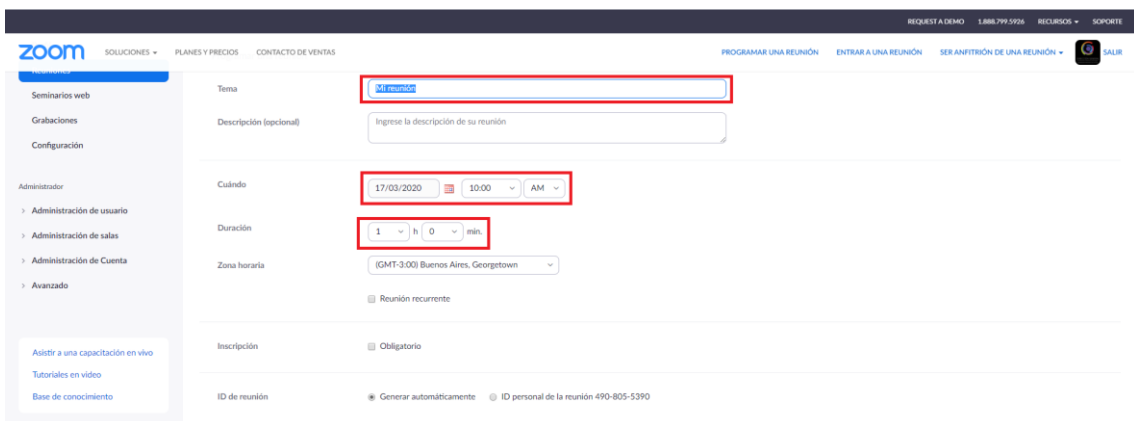 REQUEST A DEMO 1.888.799.5926 RECURSOS SOPORTE
zoom SOLUCIONES PLANES Y PRECIOS CONTACTO DE VENTAS PROGRAMAR UNA REUNIÓN ENTRAR A UNA REUNIÓN SER ANFITRIÓN DE UNA REUNIÓN SALIR
Reuniones
Seminarios web
Grabaciones
Configuración
Administrador
Administración de usuario
Administración de salas
Administración de Cuenta
Avanzado
Asistir a una capacitación en vivo
Tutoriales en video
Base de conocimiento
Tema Mi reunión
Descripción (opcional) Ingrese la descripción de su reunión
Cuándo 17/03/2020 10:00 AM
Duración 1 h 0 min.
Zona horaria (GMT-3:00) Buenos Aires, Georgetown
Reunión recurrente
Inscripción Obligatorio
ID de reunión Generar automáticamente ID personal de la reunión 490-805-5390